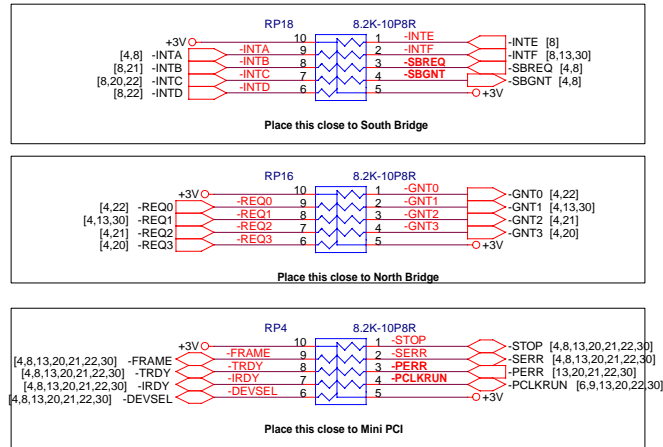 RP18 8.2K-10P8R
+3V 10 1 -INTE -INTE [8]
[4,8] -INTA -INTA 9 2 -INTF -INTF [8,13,30]
[8,21] -INTB -INTB 8 3 -SBREQ -SBREQ [4,8]
[8,20,22] -INTC -INTC 7 4 -SBGNT -SBGNT [4,8]
[8,22] -INTD -INTD 6 5 +3V
Place this close to South Bridge
RP16 8.2K-10P8R
+3V 10 1 -GNT0 -GNT0 [4,22]
[4,22] -REQ0 -REQ0 9 2 -GNT1 -GNT1 [4,13,30]
[4,13,30] -REQ1 -REQ1 8 3 -GNT2 -GNT2 [4,21]
[4,21] -REQ2 -REQ2 7 4 -GNT3 -GNT3 [4,20]
[4,20] -REQ3 -REQ3 6 5 +3V
Place this close to North Bridge
RP4 8.2K-10P8R
+3V 10 1 -STOP -STOP [4,8,13,20,21,22,30]
[4,8,13,20,21,22,30] -FRAME -FRAME 9 2 -SERR -SERR [4,8,13,20,21,22,30]
[4,8,13,20,21,22,30] -TRDY -TRDY 8 3 -PERR -PERR [13,20,21,22,30]
[4,8,13,20,21,22,30] -IRDY -IRDY 7 4 -PCLKRUN -PCLKRUN [6,9,13,20,22,30]
[4,8,13,20,21,22,30] -DEVSEL -DEVSEL 6 5 +3V
Place this close to Mini PCI